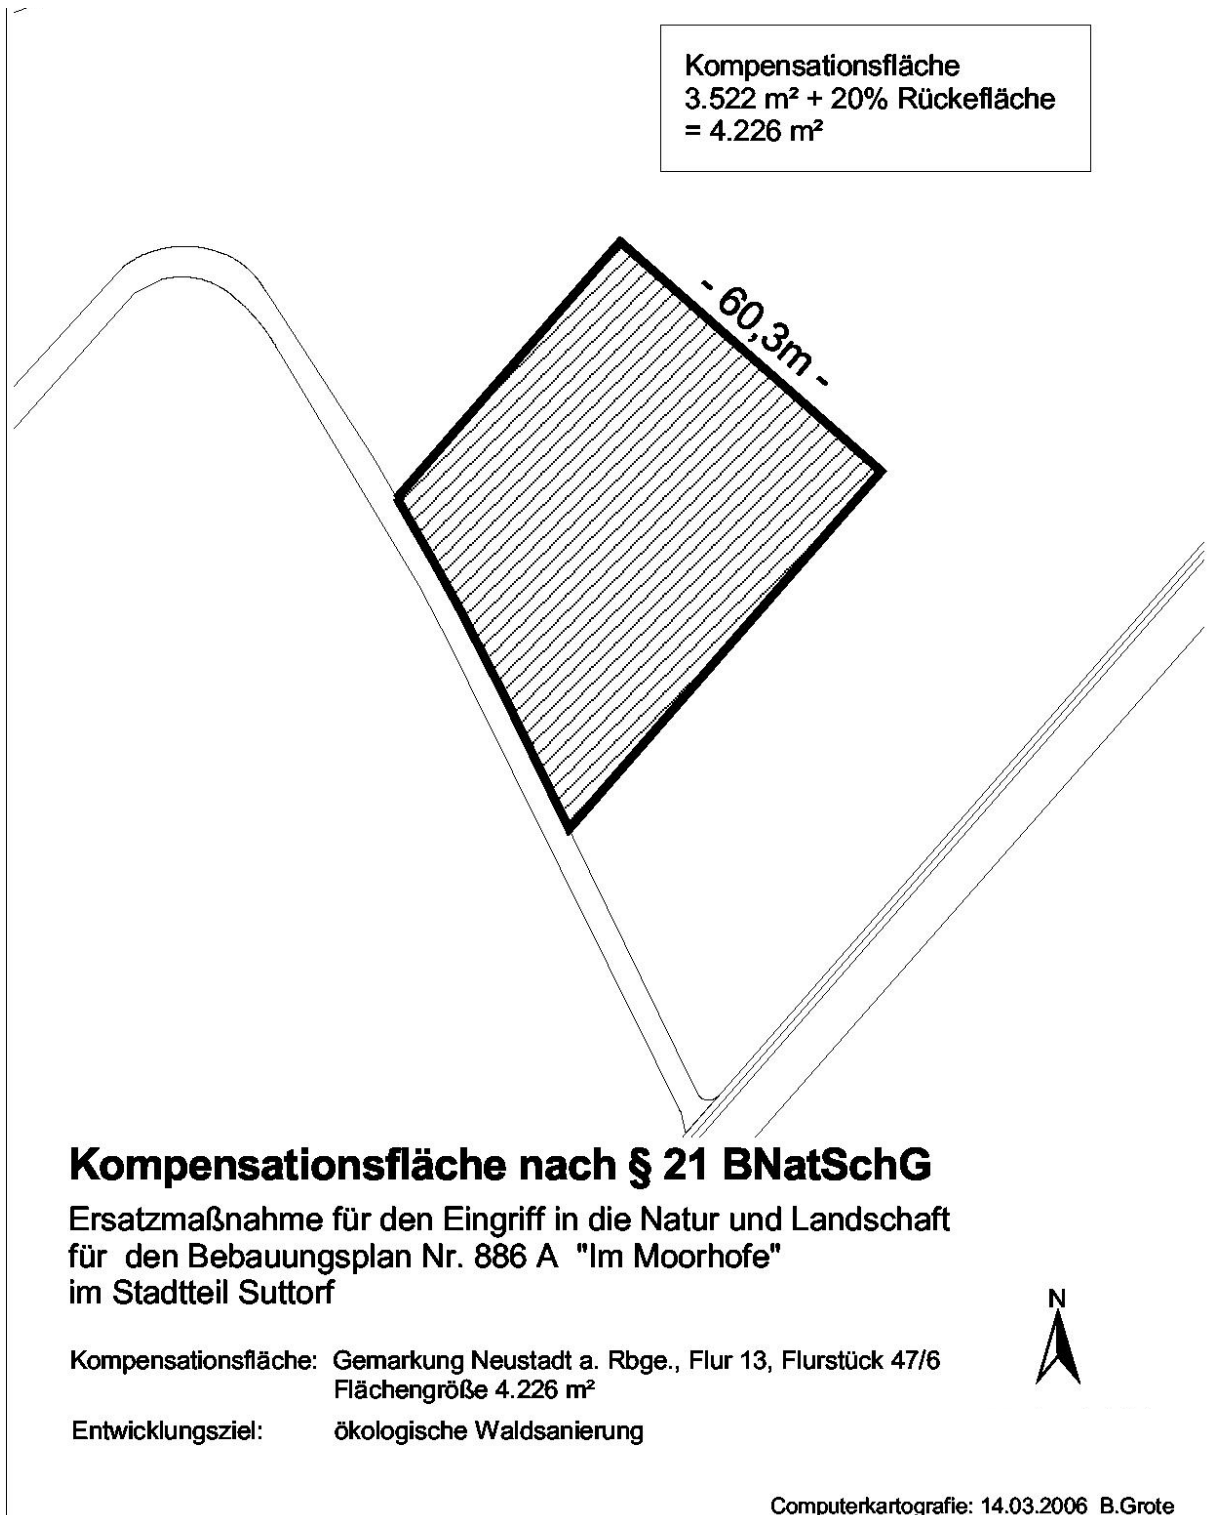 Kompensationsfläche
3.522 m² + 20% Rückefläche
= 4.226 m²
- 60,3m -
Kompensationsfläche nach § 21 BNatSchG
Ersatzmaßnahme für den Eingriff in die Natur und Landschaft
für den Bebauungsplan Nr. 886 A "Im Moorhofe"
im Stadtteil Suttorf
N
Kompensationsfläche: Gemarkung Neustadt a. Rbge., Flur 13, Flurstück 47/6
Flächengröße 4.226 m²
Entwicklungsziel: ökologische Waldsanierung
Computerkartografie: 14.03.2006 B.Grote